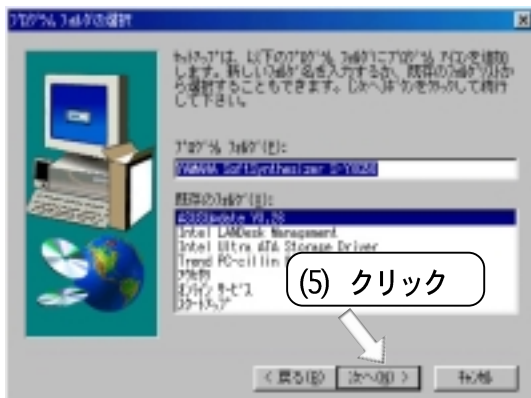 プログラム フォルダの選択
セットアップは、以下のプログラム フォルダにプログラム アイコンを追加
します。新しいフォルダ名を入力するか、既存のフォルダリストか
ら選択することもできます。[次へ]ボタンをクリックして続行
して下さい。
プログラム フォルダ(P):
YAMAHA SoftSynthesizer S-YXG50
既存のフォルダ(X):
ASUSUpdate V0.26
Intel LANDesk Management
Intel Ultra ATA Storage Driver
Trend PC-cillin
アクセサリ
オンライン サービス
スタートアップ
(5) クリック
< 戻る(B)
次へ(N) >
キャンセル